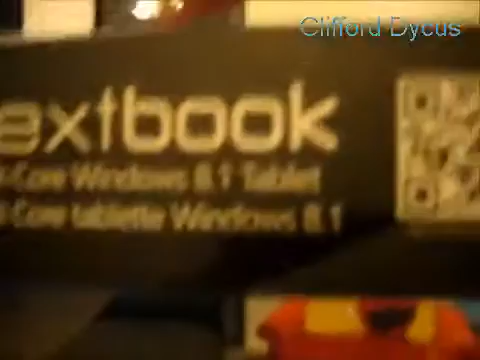 Clifford Dycus
extbook
-Core Windows 8.1 Tablet
-Core tablette Windows 8.1